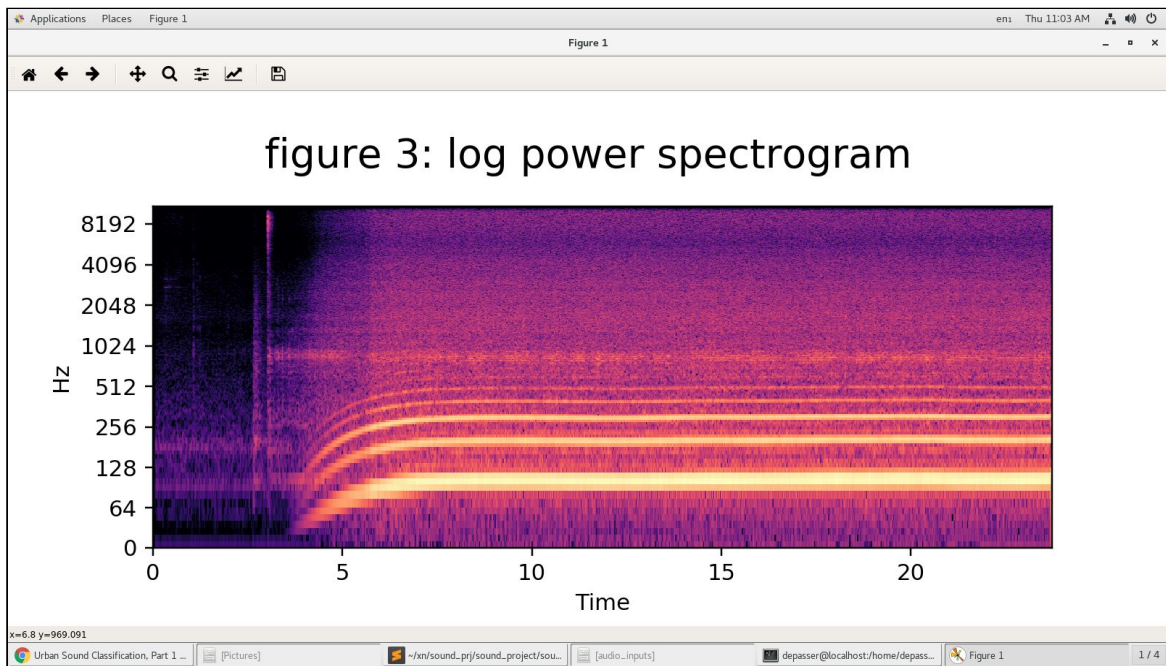 Applications Places Figure 1 en1 Thu 11:03 AM
Figure 1
figure 3: log power spectrogram
8192
4096
2048
1024
512
256
128
64
0
Hz
0 5 10 15 20
Time
x=6.8 y=969.091
Urban Sound Classification, Part 1 ... [Pictures] ~/xn/sound_prj/sound_project/sou... [audio_inputs] depasser@localhost:/home/depass... Figure 1 1 / 4